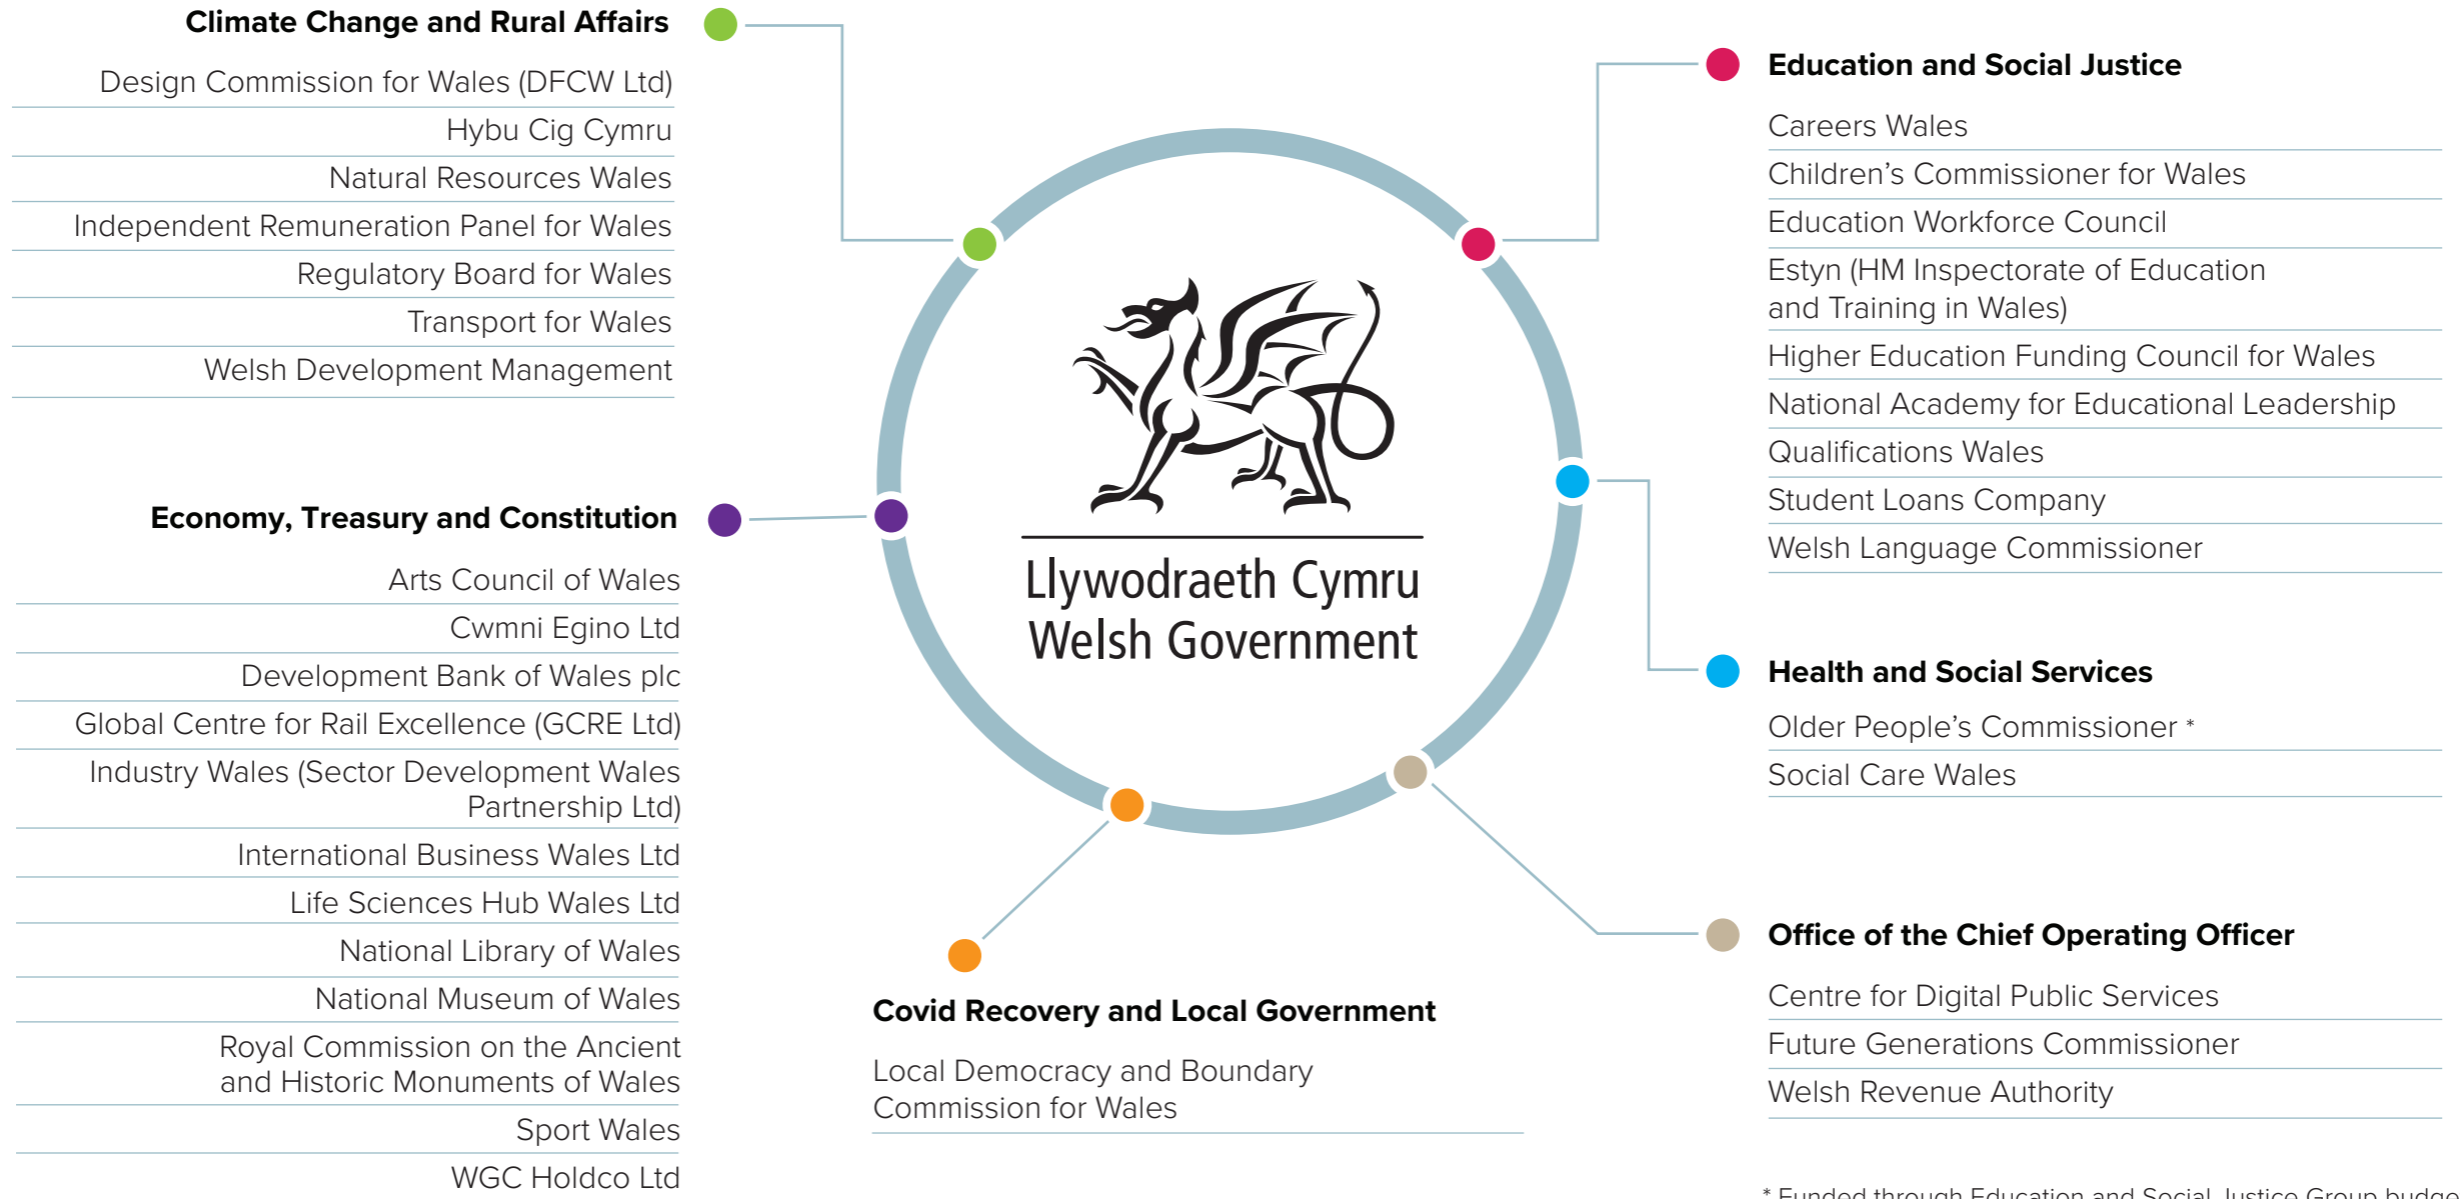 Climate Change and Rural Affairs
Design Commission for Wales (DFCW Ltd)
Hybu Cig Cymru
Natural Resources Wales
Independent Remuneration Panel for Wales
Regulatory Board for Wales
Transport for Wales
Welsh Development Management
Economy, Treasury and Constitution
Arts Council of Wales
Cwmni Egino Ltd
Development Bank of Wales plc
Global Centre for Rail Excellence (GCRE Ltd)
Industry Wales (Sector Development Wales
Partnership Ltd)
International Business Wales Ltd
Life Sciences Hub Wales Ltd
National Library of Wales
National Museum of Wales
Royal Commission on the Ancient
and Historic Monuments of Wales
Sport Wales
WGC Holdco Ltd
Llywodraeth Cymru
Welsh Government
Covid Recovery and Local Government
Local Democracy and Boundary
Commission for Wales
Education and Social Justice
Careers Wales
Children’s Commissioner for Wales
Education Workforce Council
Estyn (HM Inspectorate of Education
and Training in Wales)
Higher Education Funding Council for Wales
National Academy for Educational Leadership
Qualifications Wales
Student Loans Company
Welsh Language Commissioner
Health and Social Services
Older People’s Commissioner *
Social Care Wales
Office of the Chief Operating Officer
Centre for Digital Public Services
Future Generations Commissioner
Welsh Revenue Authority
* Funded through Education and Social Justice Group